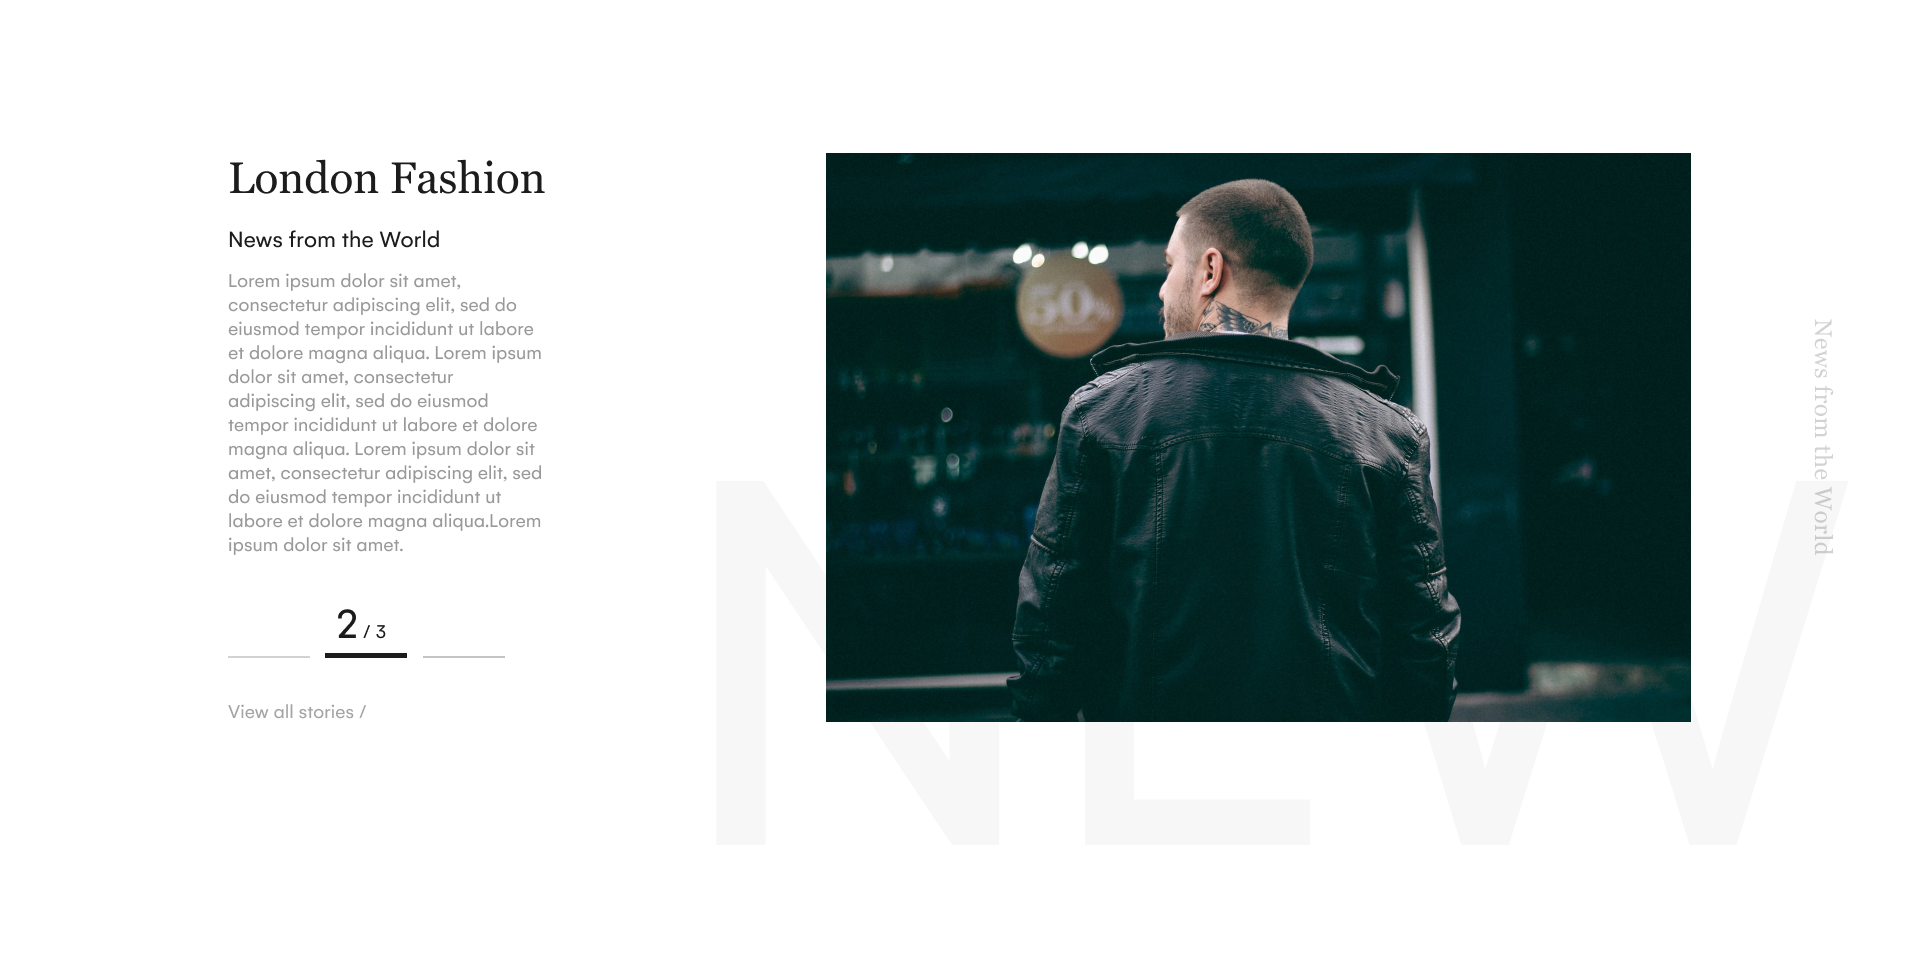 London Fashion
News from the World
Lorem ipsum dolor sit amet,
consectetur adipiscing elit, sed do
eiusmod tempor incididunt ut labore
et dolore magna aliqua. Lorem ipsum
dolor sit amet, consectetur
adipiscing elit, sed do eiusmod
tempor incididunt ut labore et dolore
magna aliqua. Lorem ipsum dolor sit
amet, consectetur adipiscing elit, sed
do eiusmod tempor incididunt ut
labore et dolore magna aliqua.Lorem
ipsum dolor sit amet.
2 / 3
View all stories /
50%
News from the World
NEW